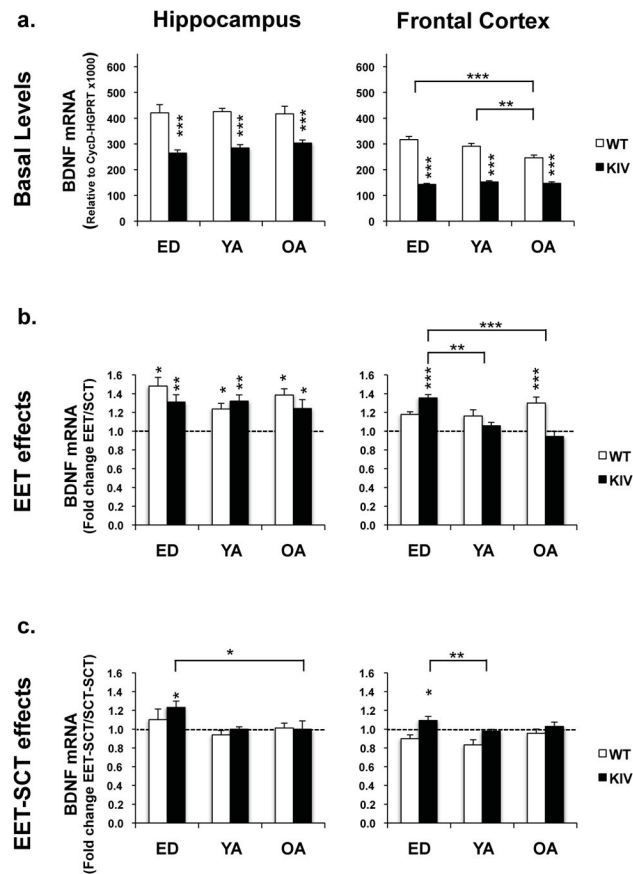 a.
Hippocampus
Frontal Cortex
Basal Levels
BDNF mRNA
(Relative to CycD-HGPRT x1000)
600
500
400
300
200
100
0
***
***
***
ED
YA
OA
600
500
400
300
200
100
0
***
**
***
***
***
ED
YA
OA
WT
KIV
b.
EET effects
BDNF mRNA
(Fold change EET/SCT)
1.6
1.4
1.2
1.0
0.8
0.6
0.4
0.2
0.0
*
**
*
**
*
*
ED
YA
OA
1.6
1.4
1.2
1.0
0.8
0.6
0.4
0.2
0.0
***
**
***
***
ED
YA
OA
WT
KIV
c.
EET-SCT effects
BDNF mRNA
(Fold change EET-SCT/SCT-SCT)
1.6
1.4
1.2
1.0
0.8
0.6
0.4
0.2
0.0
*
*
ED
YA
OA
1.6
1.4
1.2
1.0
0.8
0.6
0.4
0.2
0.0
**
*
ED
YA
OA
WT
KIV